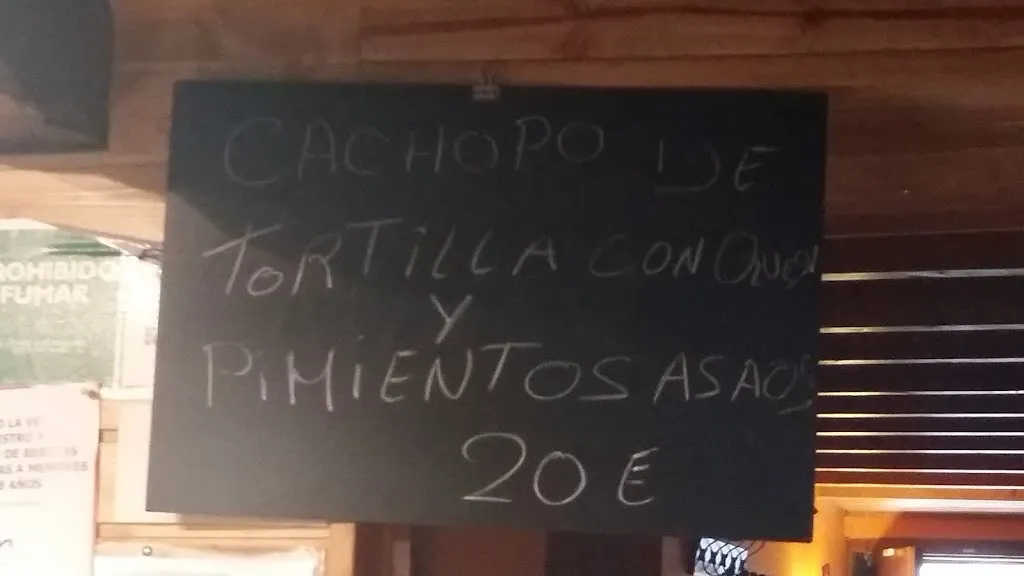 CACHOPO DE
TORTILLA CON QUESO
Y
PIMIENTOS ASAOS
20 E
PROHIBIDO
FUMAR